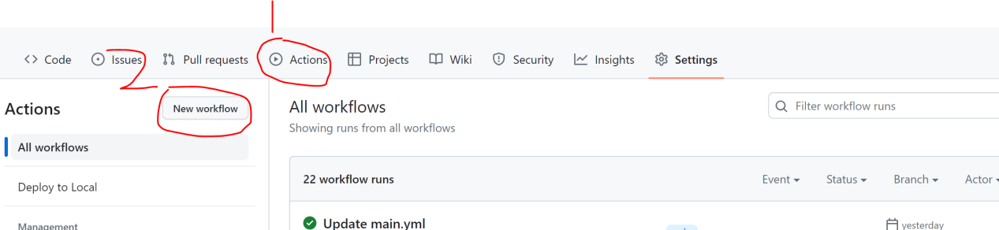 1
Code Issues Pull requests Actions Projects Wiki Security Insights Settings
2
Actions New workflow
All workflows
Showing runs from all workflows
Filter workflow runs
All workflows
Deploy to Local
Management
22 workflow runs Event Status Branch Actor
Update main.yml
yesterday